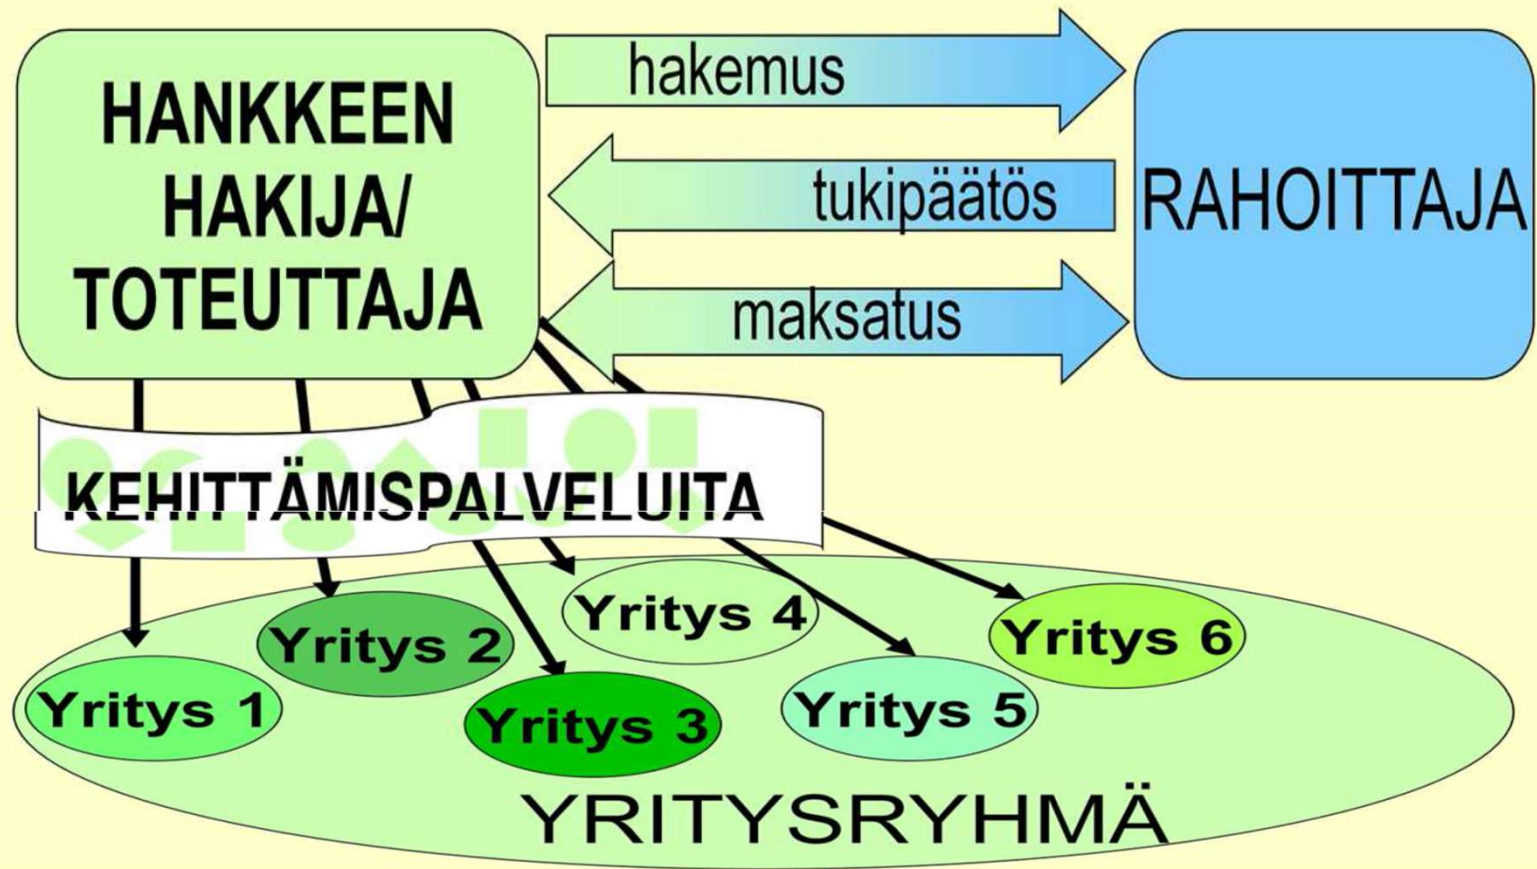 HANKKEEN
HAKIJA/
TOTEUTTAJA
hakemus
tukipäätös
maksatus
RAHOITTAJA
KEHITTÄMISPALVELUITA
Yritys 1
Yritys 2
Yritys 3
Yritys 4
Yritys 5
Yritys 6
YRITYSRYHMÄ